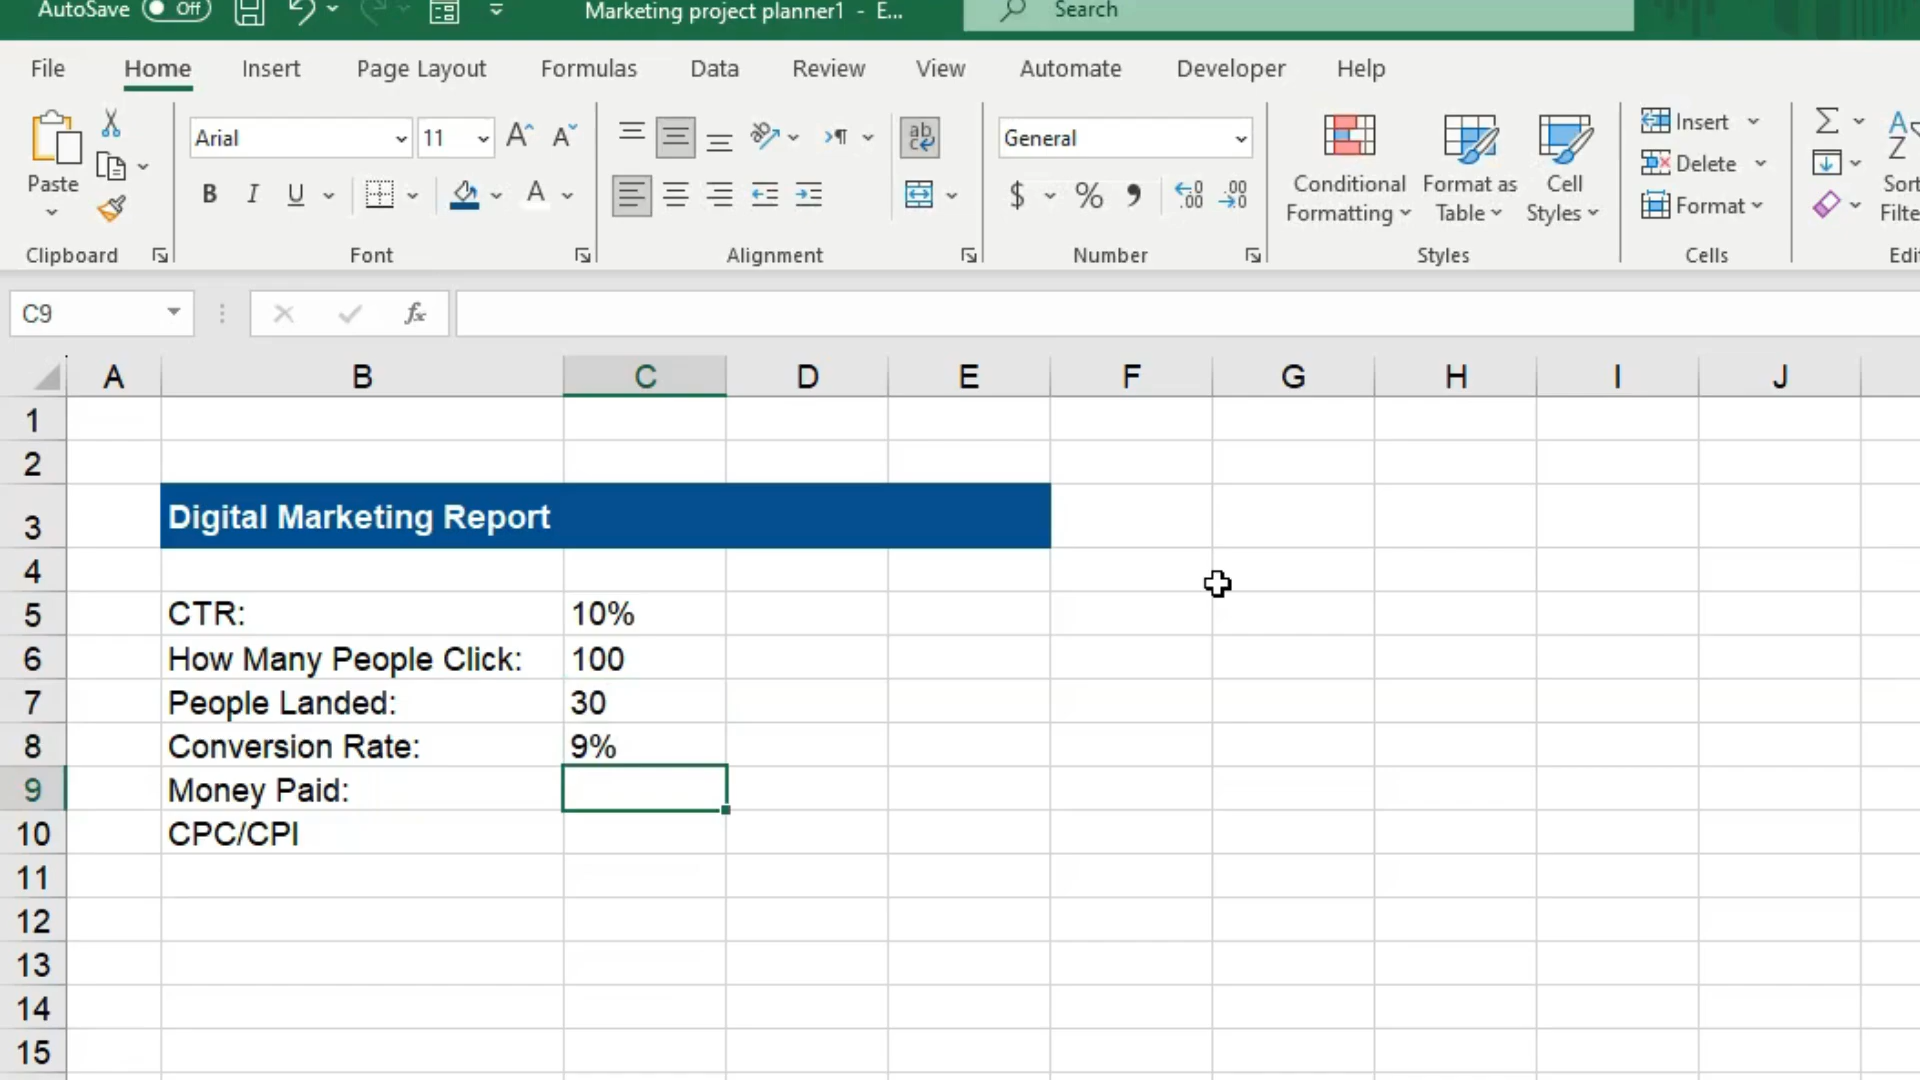 AutoSave Off Marketing project planner1 - E... Search
File Home Insert Page Layout Formulas Data Review View Automate Developer Help
Arial 11 General Insert
Paste Conditional Formatting Format as Table Cell Styles Delete
B I U A $ % Format
Clipboard Font Alignment Number Styles Cells
C9 fx
A B C D E F G H I J
1
2
3 Digital Marketing Report
4
5 CTR: 10%
6 How Many People Click: 100
7 People Landed: 30
8 Conversion Rate: 9%
9 Money Paid:
10 CPC/CPI
11
12
13
14
15